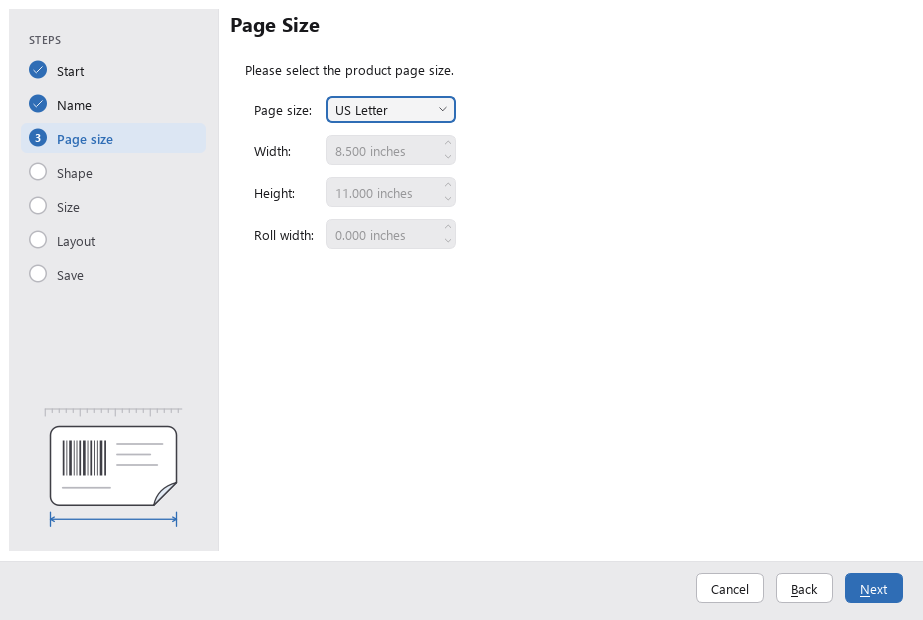 STEPS
Start
Name
3 Page size
Shape
Size
Layout
Save
Page Size
Please select the product page size.
Page size: US Letter
Width: 8.500 inches
Height: 11.000 inches
Roll width: 0.000 inches
Cancel Back Next